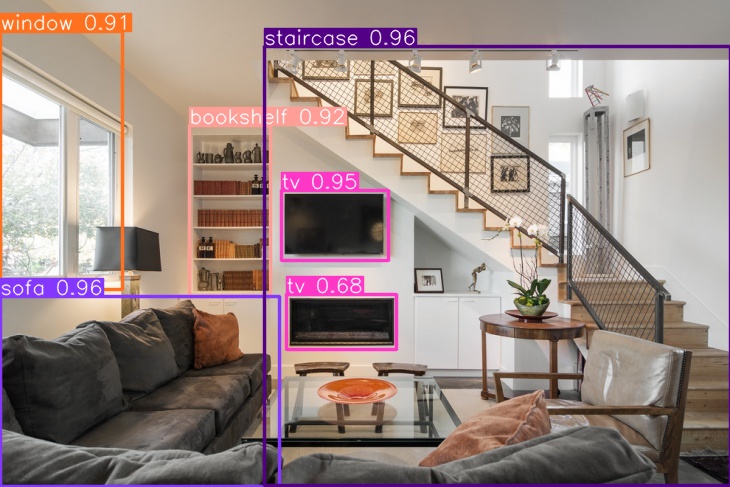 window 0.91
staircase 0.96
bookshelf 0.92
tv 0.95
tv 0.68
sofa 0.96